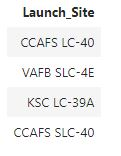 Launch_Site
CCAFS LC-40
VAFB SLC-4E
KSC LC-39A
CCAFS SLC-40